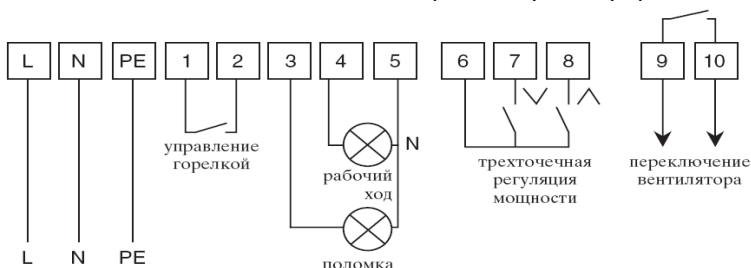 L N PE 1 2 3 4 5 6 7 8 9 10
управление
горелкой
N
рабочий
ход
трехточечная
регуляция
мощности
переключение
вентилятора
L N PE
поломка